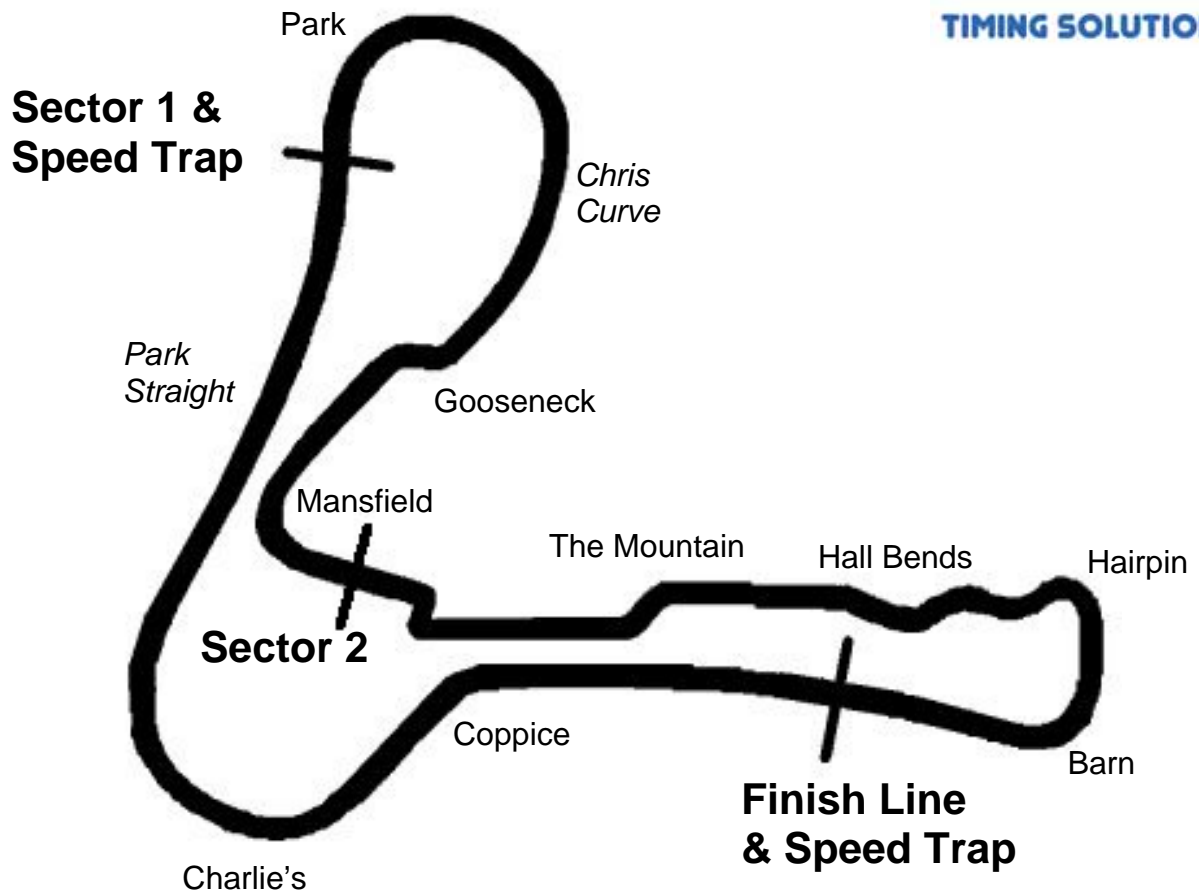 Park
TIMING SOLUTIO
Sector 1 &
Speed Trap
Chris
Curve
Park
Straight
Gooseneck
Mansfield
The Mountain
Hall Bends
Hairpin
Sector 2
Coppice
Barn
Finish Line
& Speed Trap
Charlie's